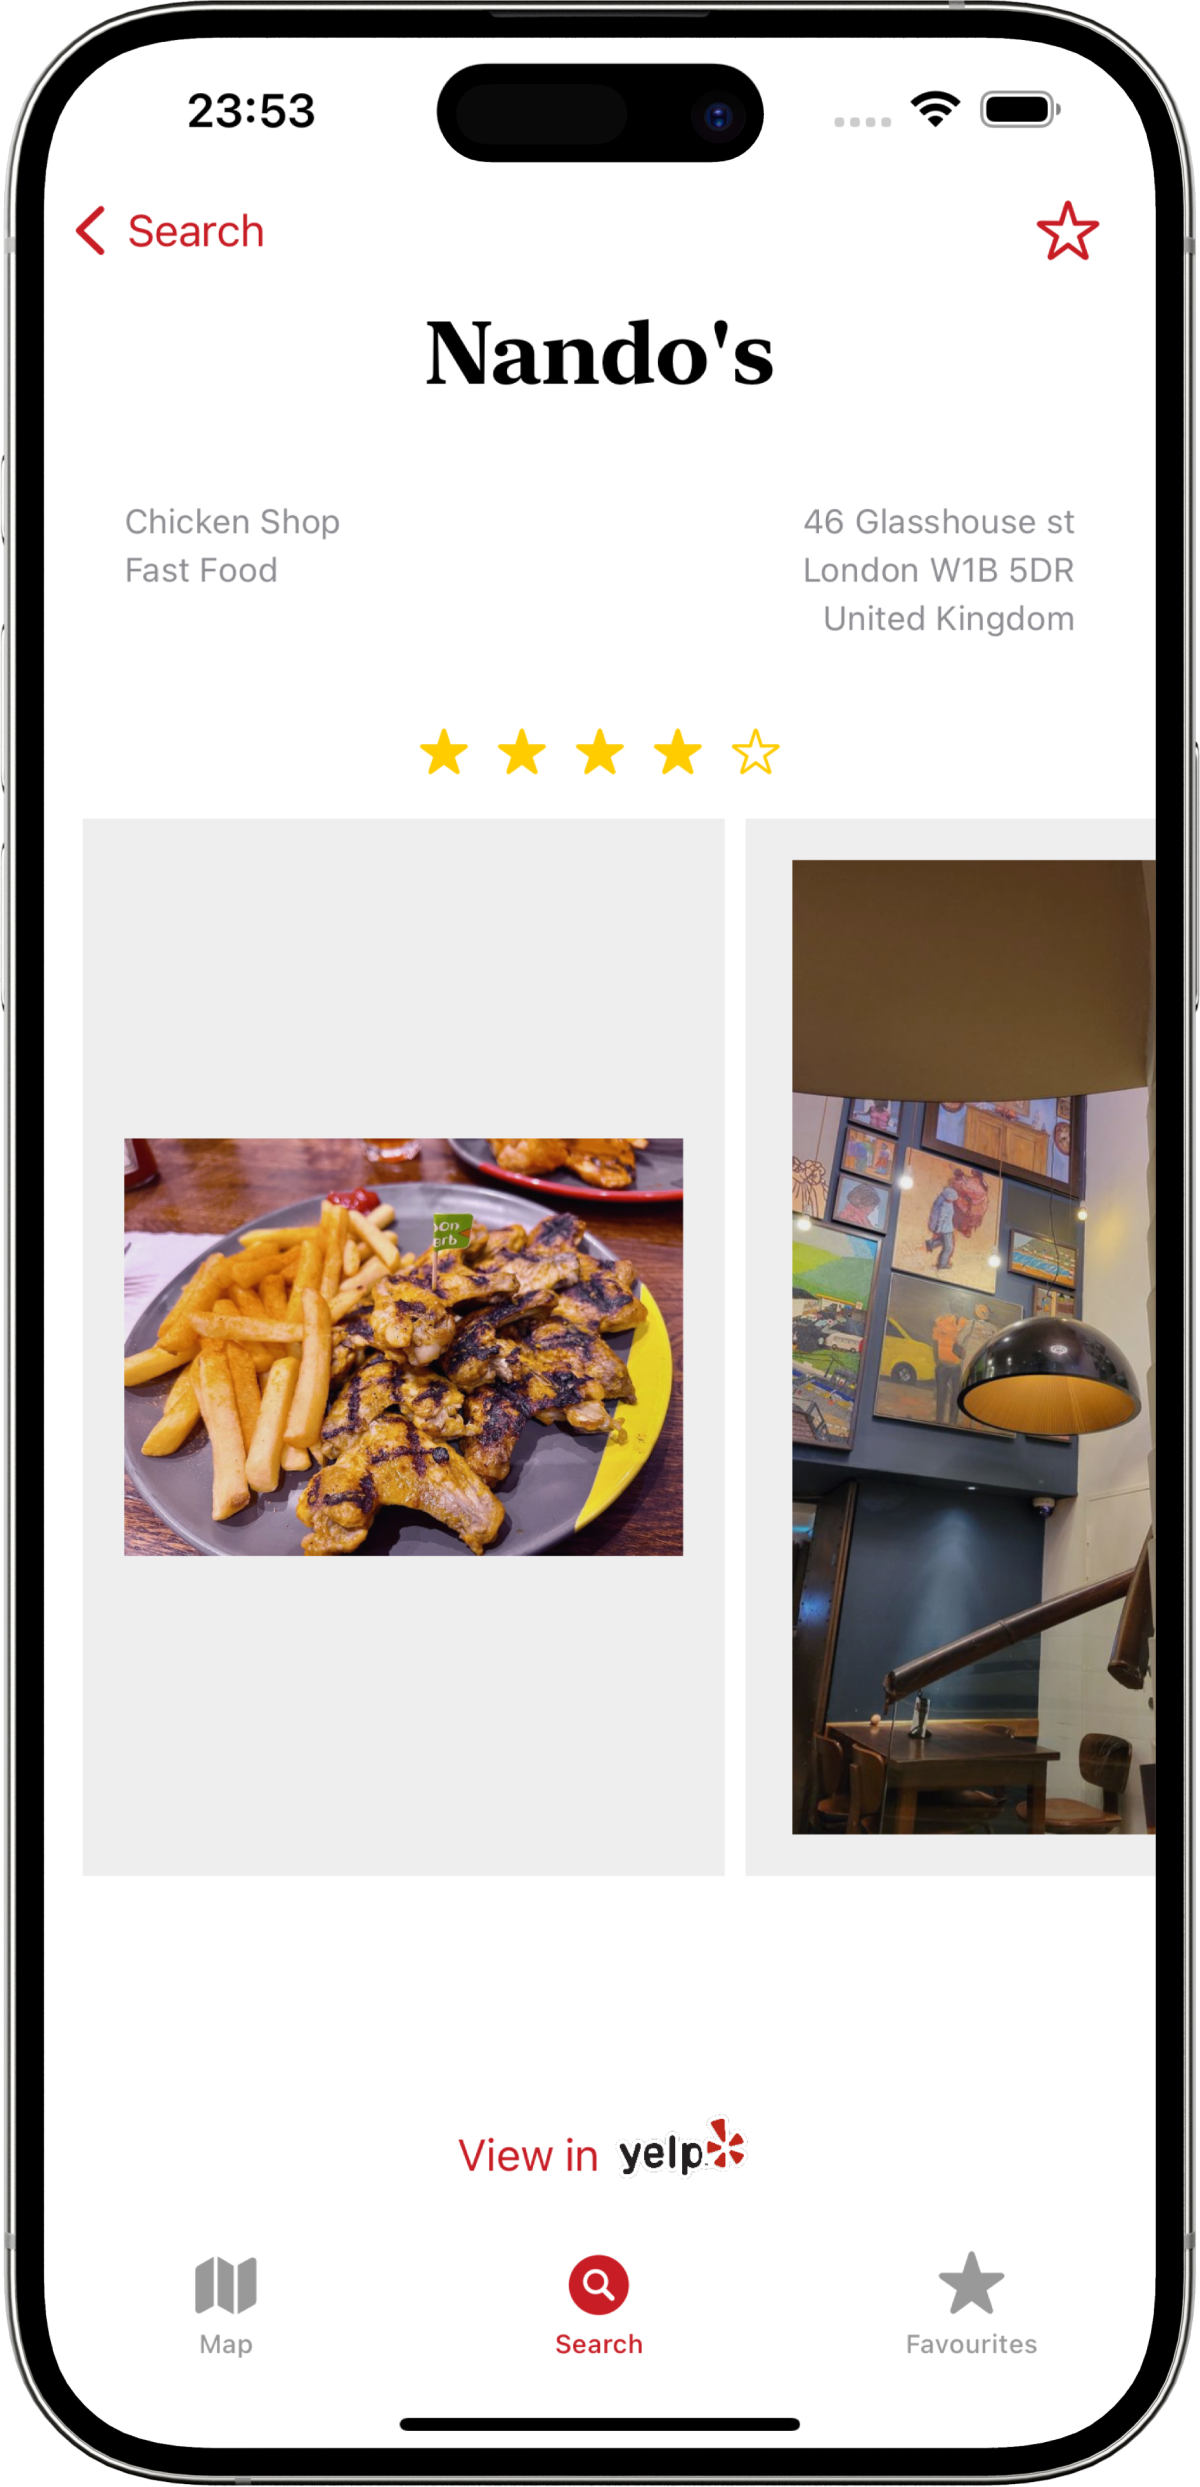 23:53
Search
Nando's
Chicken Shop
Fast Food
46 Glasshouse st
London W1B 5DR
United Kingdom
View in yelp
Map
Search
Favourites